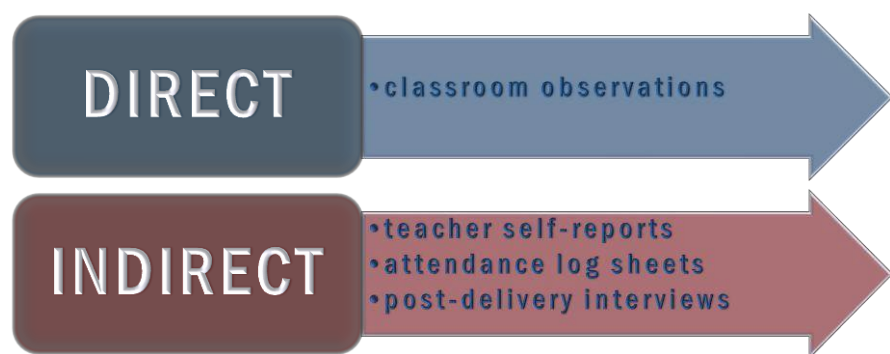 DIRECT
•classroom observations
INDIRECT
•teacher self-reports
•attendance log sheets
•post-delivery interviews